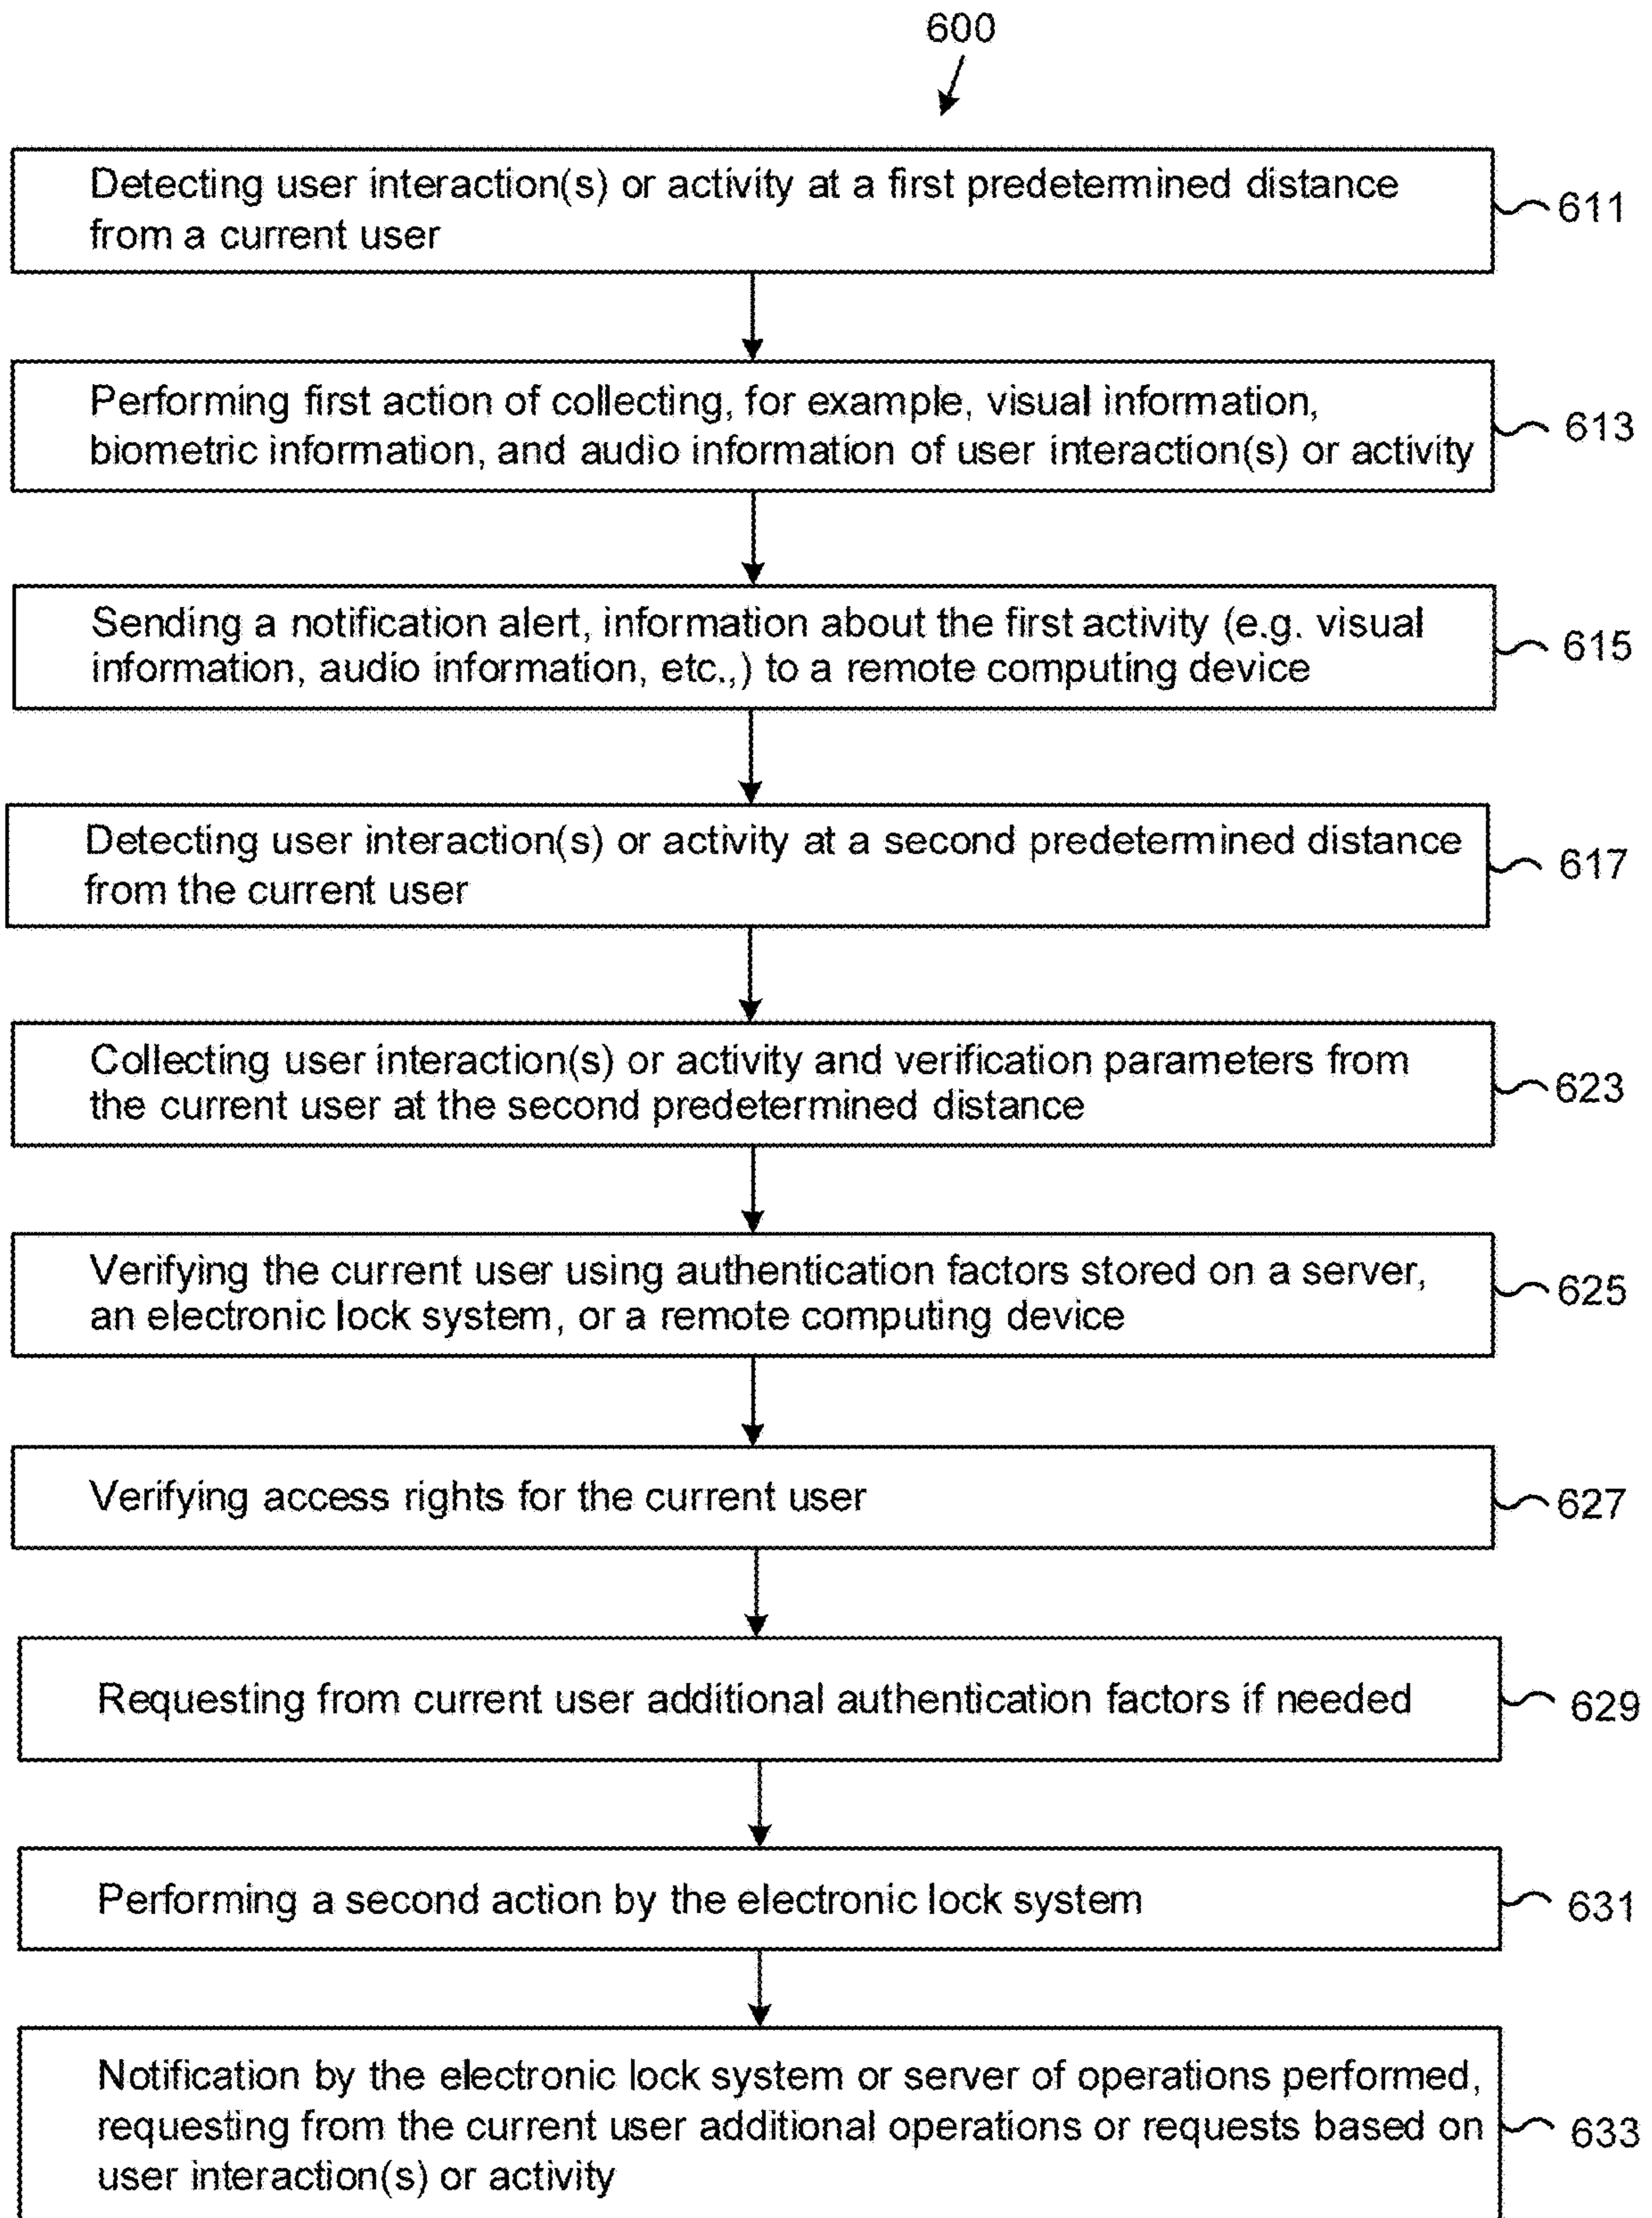 600
Detecting user interaction(s) or activity at a first predetermined distance
from a current user
611
Performing first action of collecting, for example, visual information,
biometric information, and audio information of user interaction(s) or activity
613
Sending a notification alert, information about the first activity (e.g. visual
information, audio information, etc.,) to a remote computing device
615
Detecting user interaction(s) or activity at a second predetermined distance
from the current user
617
Collecting user interaction(s) or activity and verification parameters from
the current user at the second predetermined distance
623
Verifying the current user using authentication factors stored on a server,
an electronic lock system, or a remote computing device
625
Verifying access rights for the current user
627
Requesting from current user additional authentication factors if needed
629
Performing a second action by the electronic lock system
631
Notification by the electronic lock system or server of operations performed,
requesting from the current user additional operations or requests based on
user interaction(s) or activity
633